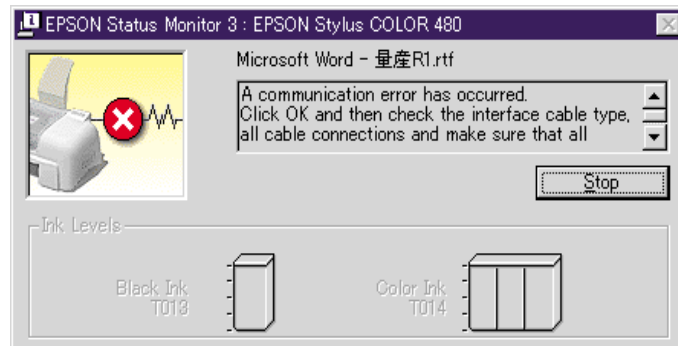 EPSON Status Monitor 3 : EPSON Stylus COLOR 480
Microsoft Word - 量産R1.rtf
A communication error has occurred.
Click OK and then check the interface cable type,
all cable connections and make sure that all
Stop
Ink Levels
Black Ink
T013
Color Ink
T014